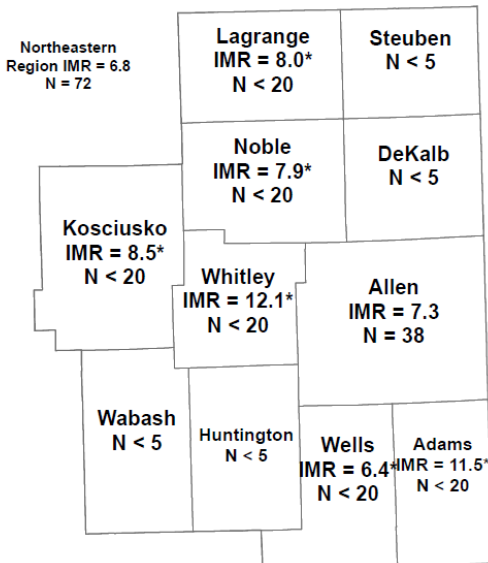 Northeastern
Region IMR = 6.8
N = 72
Lagrange
IMR = 8.0*
N < 20
Steuben
N < 5
Noble
IMR = 7.9*
N < 20
DeKalb
N < 5
Kosciusko
IMR = 8.5*
N < 20
Whitley
IMR = 12.1*
N < 20
Allen
IMR = 7.3
N = 38
Wabash
N < 5
Huntington
N < 5
Wells
IMR = 6.4*
N < 20
Adams
IMR = 11.5*
N < 20